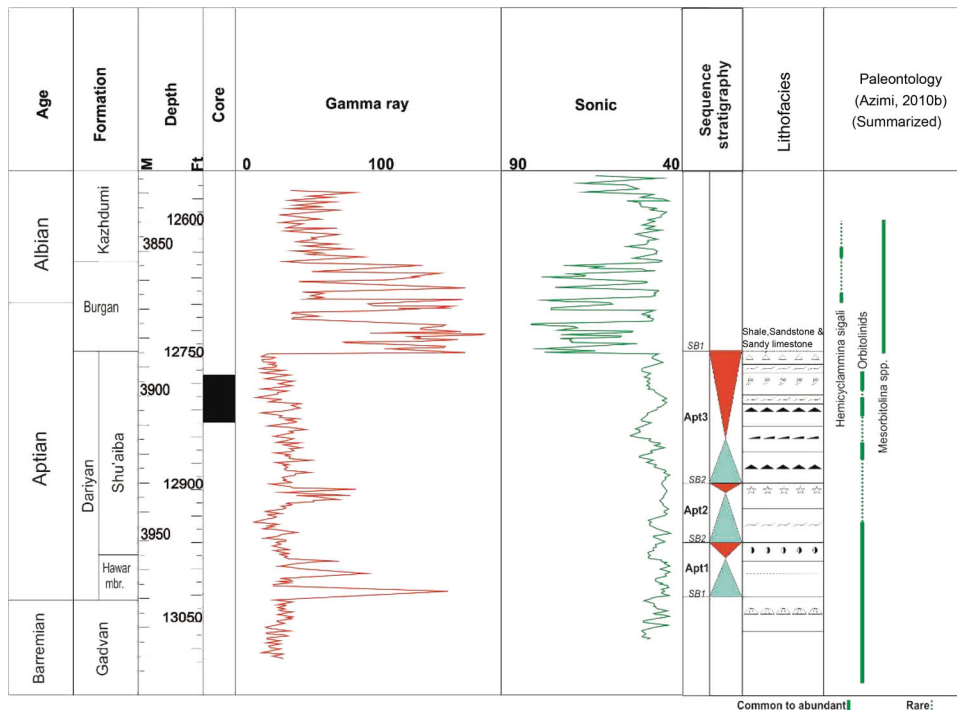 Age
Formation
Depth
Core
M
Ft
Gamma ray
0
100
Sonic
90
40
Sequence
stratigraphy
Lithofacies
Paleontology
(Azimi, 2010b)
(Summarized)
Albian
Aptian
Barremian
Kazhdumi
Burgan
Dariyan
Shu'aiba
Hawar
mbr.
Gadvan
12600
3850
12750
3900
12900
3950
13050
SB1
Apt3
SB2
Apt2
SB2
Apt1
SB1
Shale,Sandstone &
Sandy limestone
Hemicyclammina sigali
Orbitolinids
Mesorbitolina spp.
Common to abundant
Rare